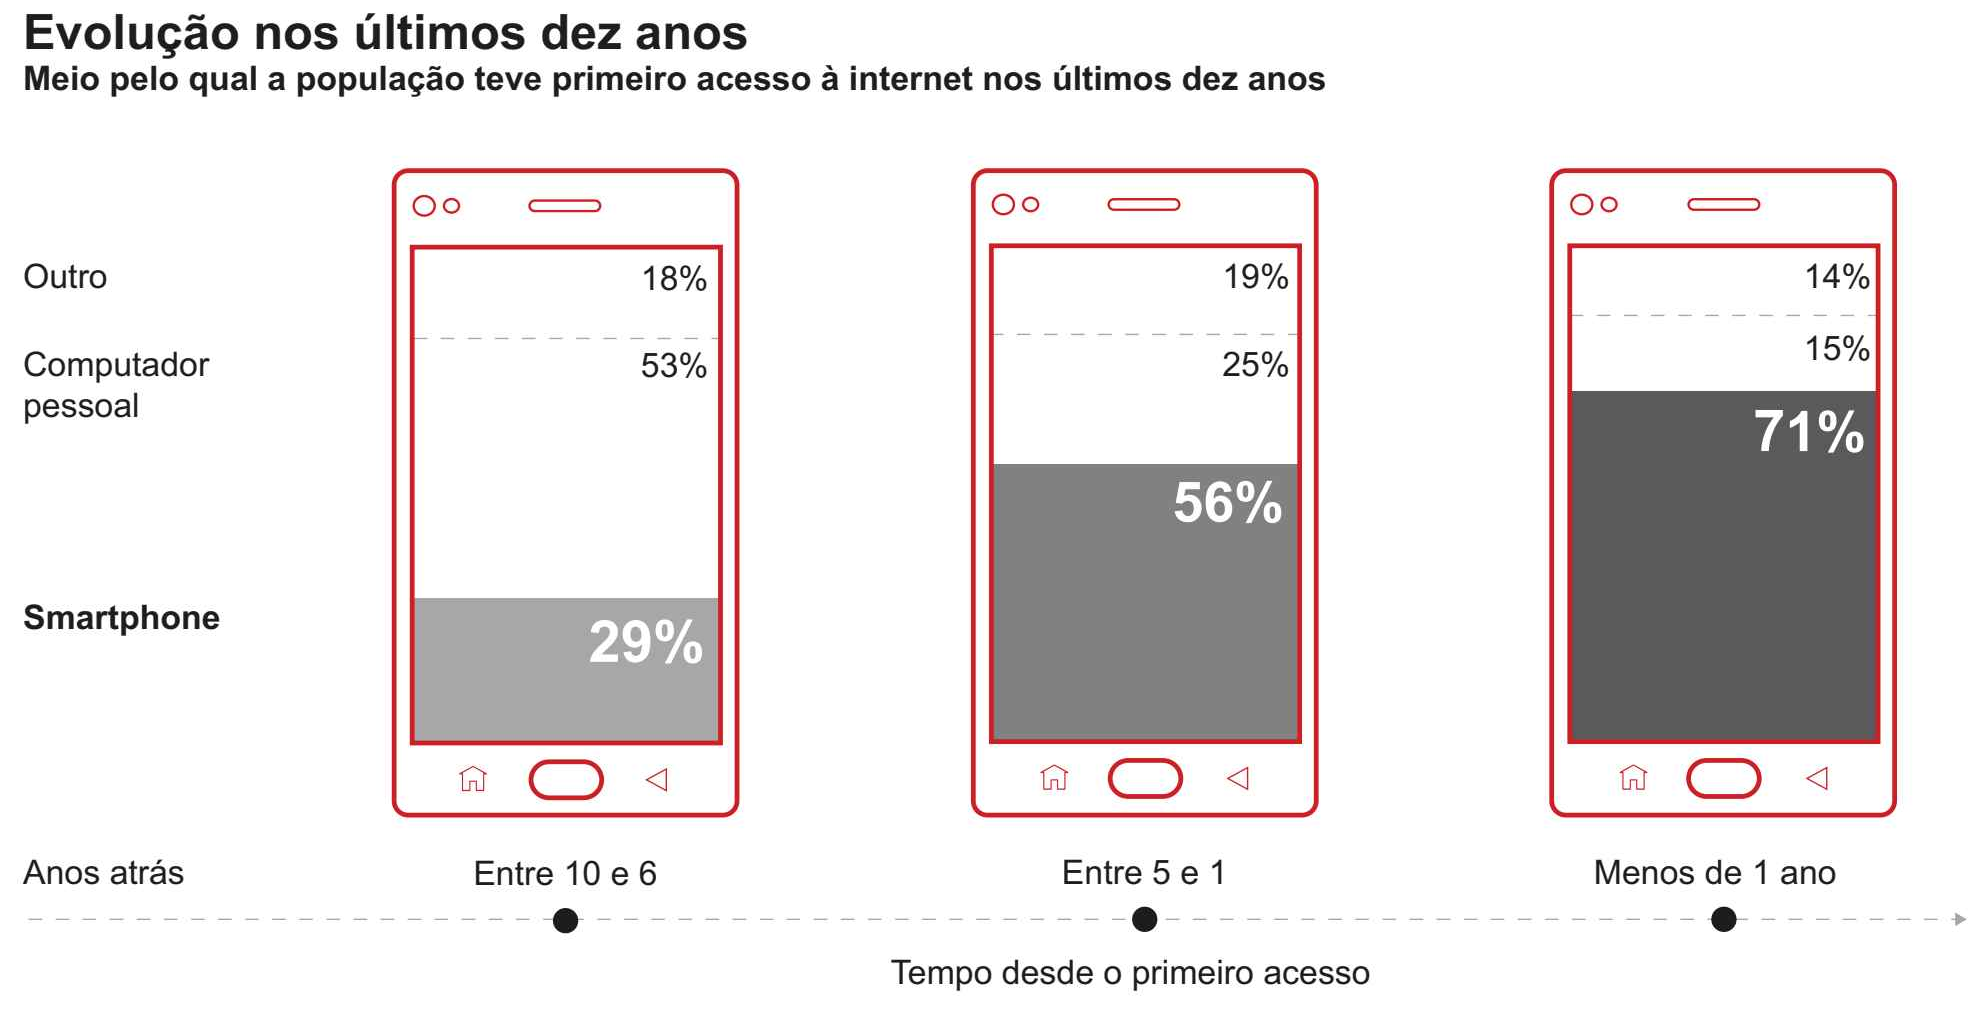 Evolução nos últimos dez anos
Meio pelo qual a população teve primeiro acesso à internet nos últimos dez anos
Outro 18% 19% 14%
Computador pessoal 53% 25% 15%
Smartphone 29% 56% 71%
Anos atrás Entre 10 e 6 Entre 5 e 1 Menos de 1 ano
Tempo desde o primeiro acesso